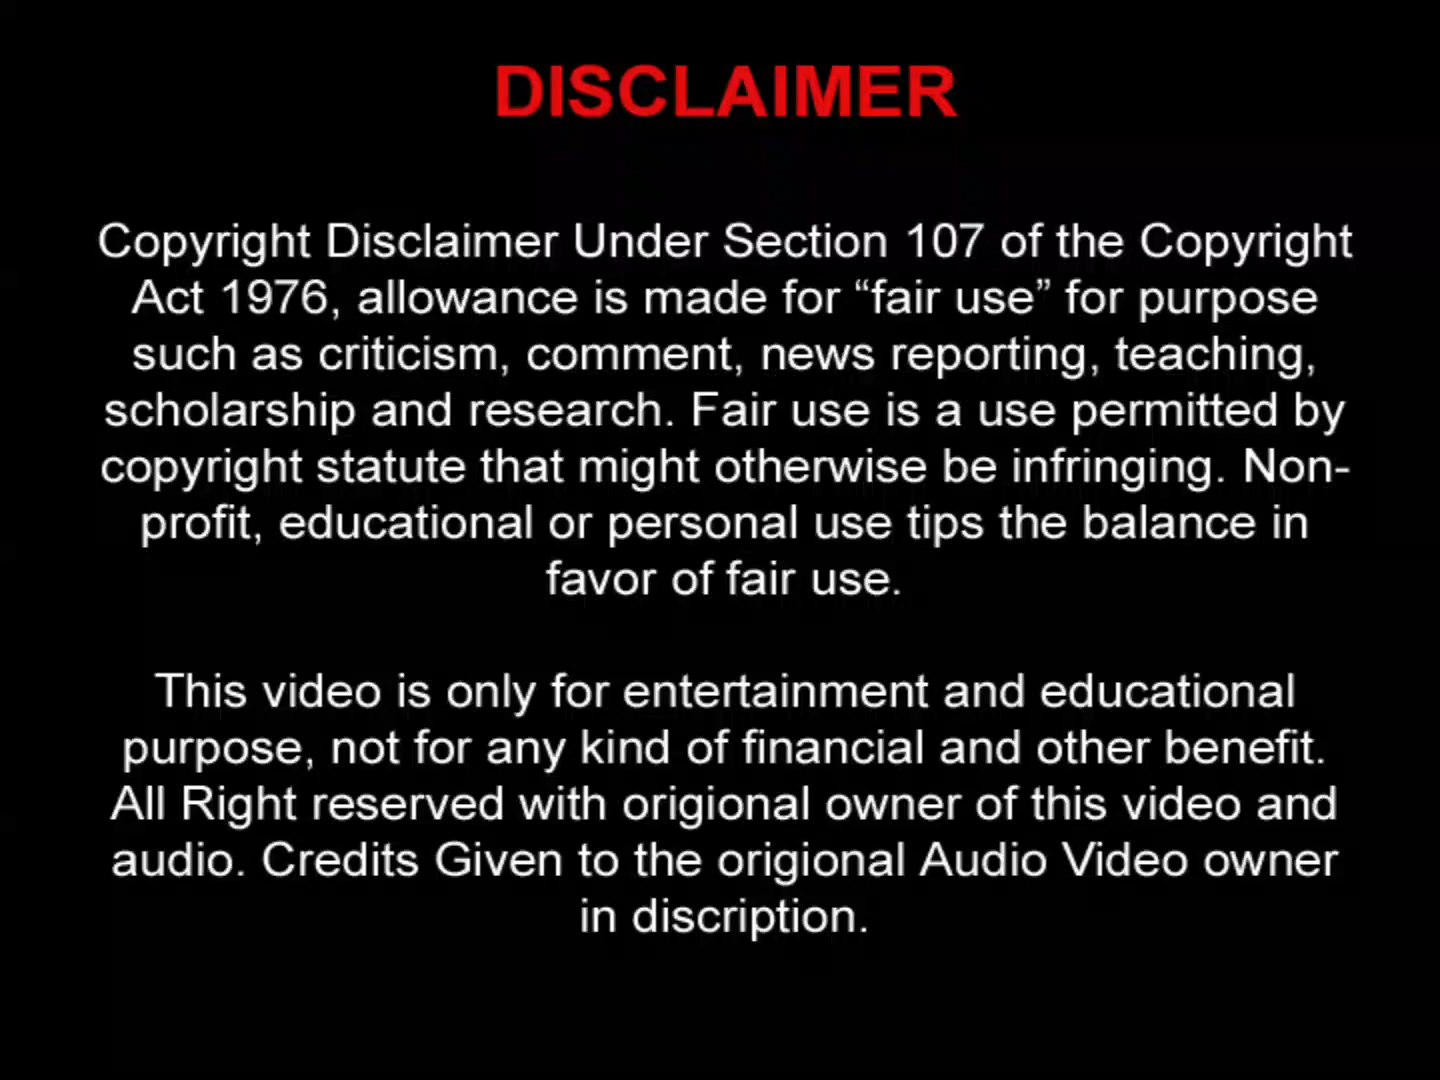 DISCLAIMER
Copyright Disclaimer Under Section 107 of the Copyright
Act 1976, allowance is made for “fair use” for purpose
such as criticism, comment, news reporting, teaching,
scholarship and research. Fair use is a use permitted by
copyright statute that might otherwise be infringing. Non-
profit, educational or personal use tips the balance in
favor of fair use.
This video is only for entertainment and educational
purpose, not for any kind of financial and other benefit.
All Right reserved with origional owner of this video and
audio. Credits Given to the origional Audio Video owner
in discription.